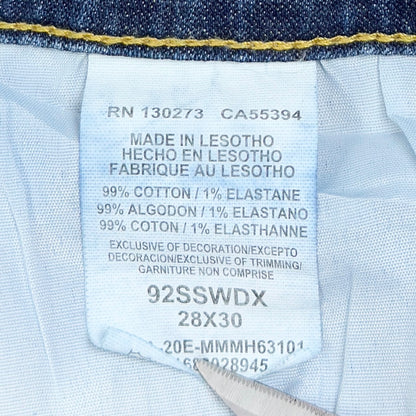 RN 130273 CA55394
MADE IN LESOTHO
HECHO EN LESOTHO
FABRIQUE AU LESOTHO
99% COTTON / 1% ELASTANE
99% ALGODON / 1% ELASTANO
99% COTON / 1% ELASTHANNE
EXCLUSIVE OF DECORATION/EXCEPTO
DECORACION/EXCLUSIVE OF TRIMMING/
GARNITURE NON COMPRISE
92SSWDX
28X30
20E-MMMH63101
028945